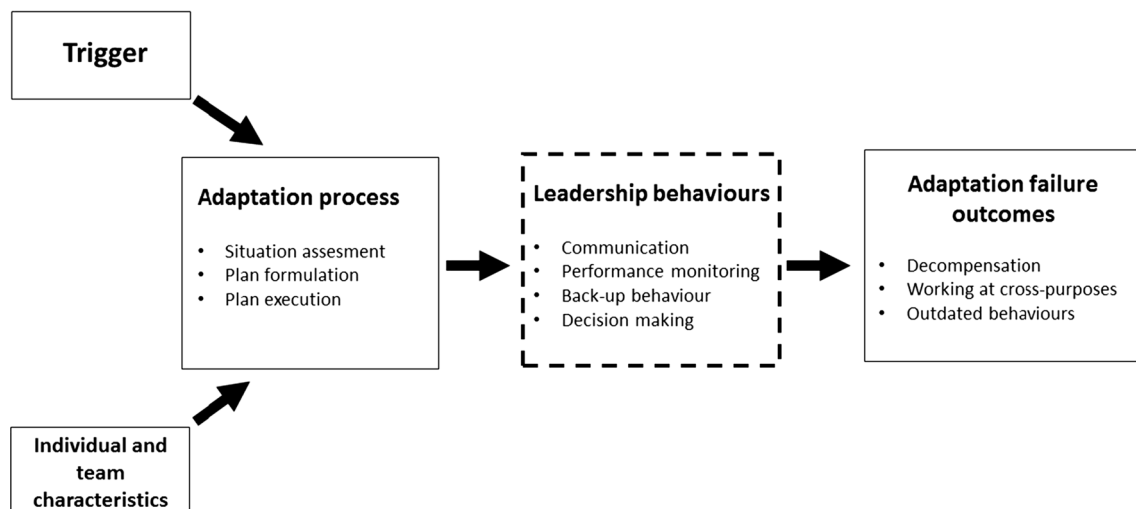 Trigger
Adaptation process
• Situation assesment
• Plan formulation
• Plan execution
Leadership behaviours
• Communication
• Performance monitoring
• Back-up behaviour
• Decision making
Adaptation failure
outcomes
• Decompensation
• Working at cross-purposes
• Outdated behaviours
Individual and
team
characteristics